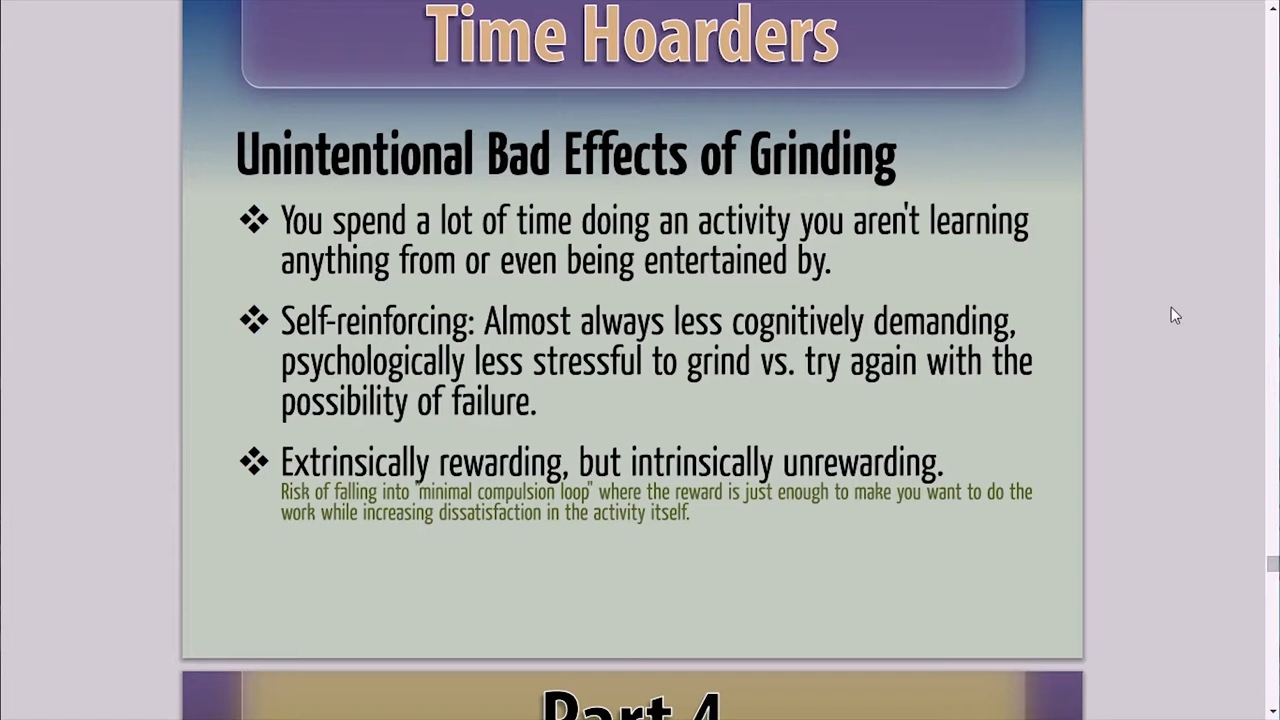 Time Hoarders
Unintentional Bad Effects of Grinding
❖ You spend a lot of time doing an activity you aren't learning
anything from or even being entertained by.
❖ Self-reinforcing: Almost always less cognitively demanding,
psychologically less stressful to grind vs. try again with the
possibility of failure.
❖ Extrinsically rewarding, but intrinsically unrewarding.
Risk of falling into "minimal compulsion loop" where the reward is just enough to make you want to do the
work while increasing dissatisfaction in the activity itself.
Part 4